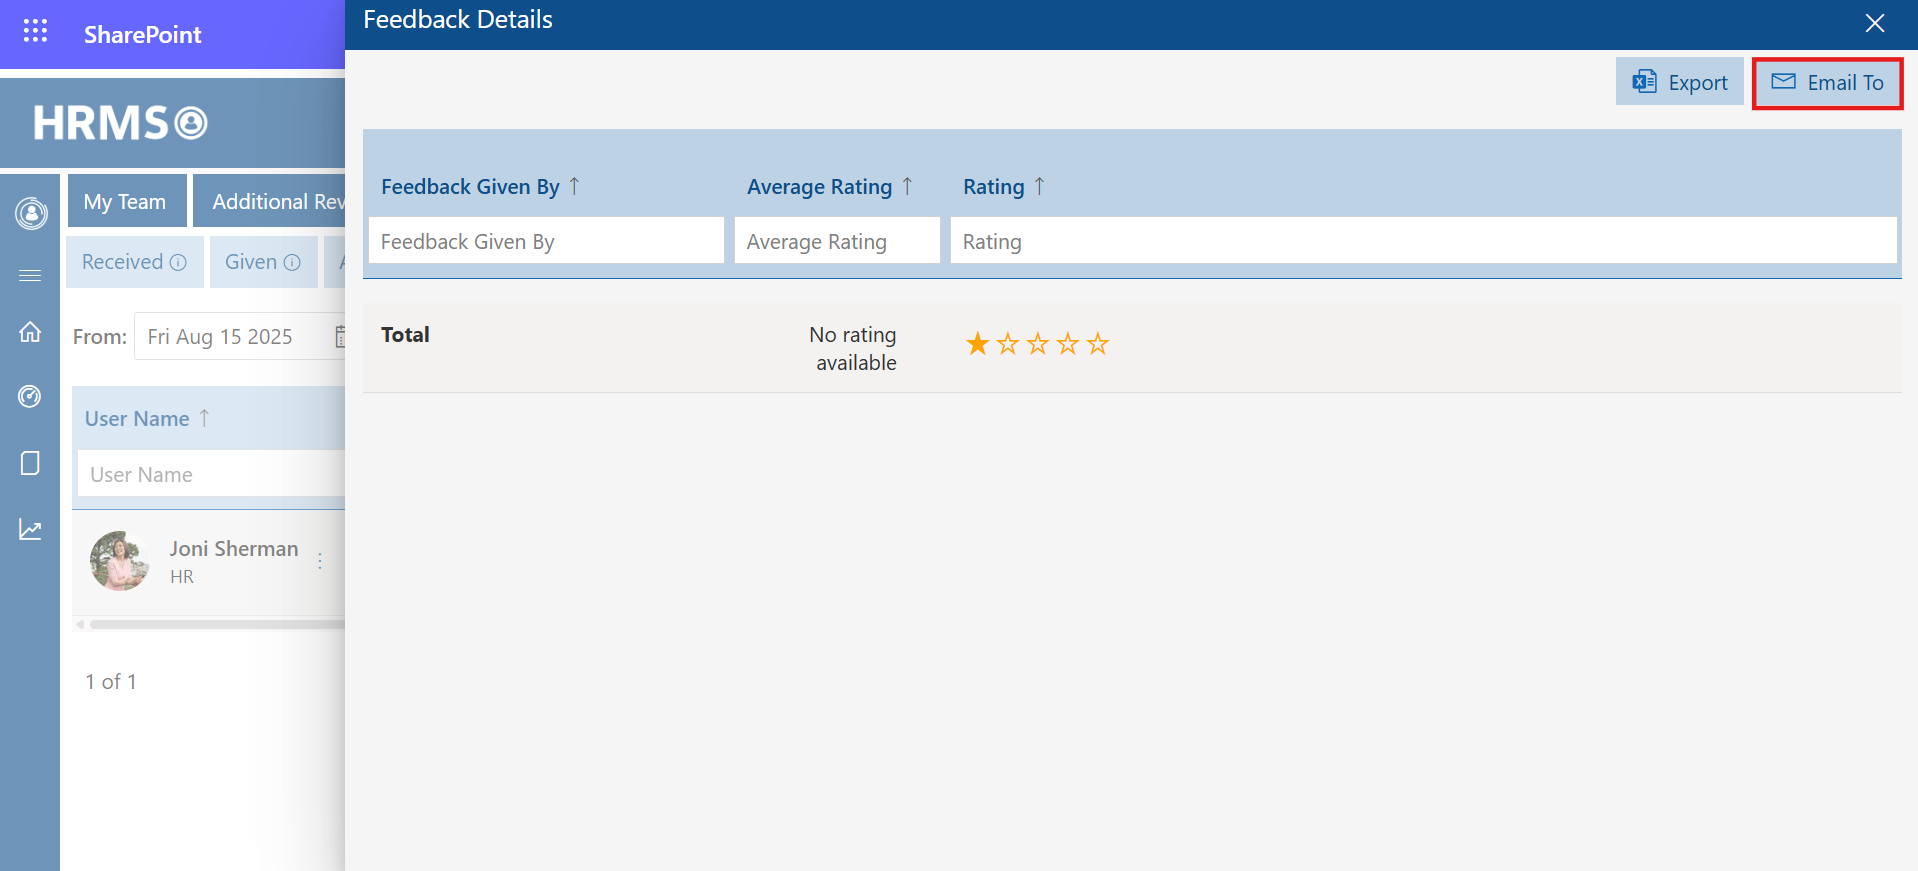 SharePoint
Feedback Details
HRMS
Export
Email To
My Team
Additional Rev
Received
Given
From:
Fri Aug 15 2025
Feedback Given By
Average Rating
Rating
Feedback Given By
Average Rating
Rating
Total
No rating
available
User Name
User Name
Joni Sherman
HR
1 of 1